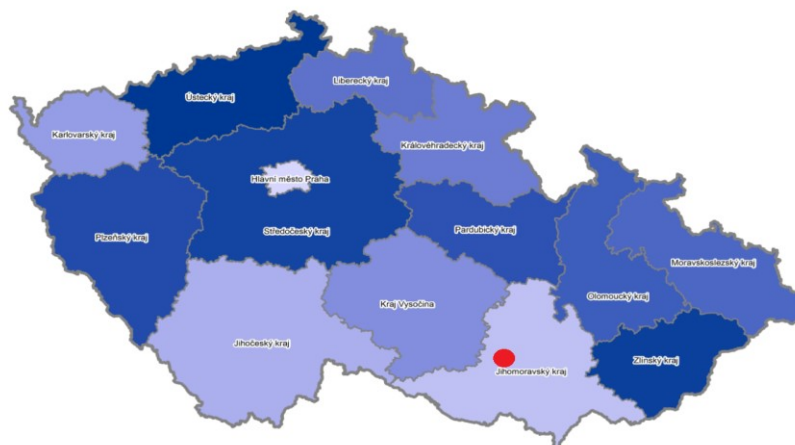 Liberecký kraj
Ústecký kraj
Karlovarský kraj
Královéhradecký kraj
Hlavní město Praha
Plzeňský kraj
Středočeský kraj
Pardubický kraj
Moravskoslezský kraj
Olomoucký kraj
Kraj Vysočina
Jihočeský kraj
Zlínský kraj
Jihomoravský kraj